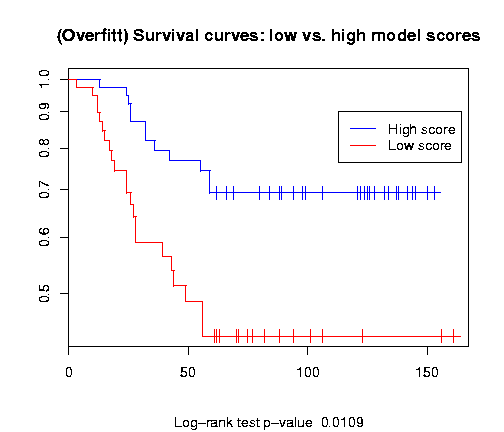 (Overfitt) Survival curves: low vs. high model scores
1.0
0.9
0.8
0.7
0.6
0.5
High score
Low score
0 50 100 150
Log-rank test p-value 0.0109